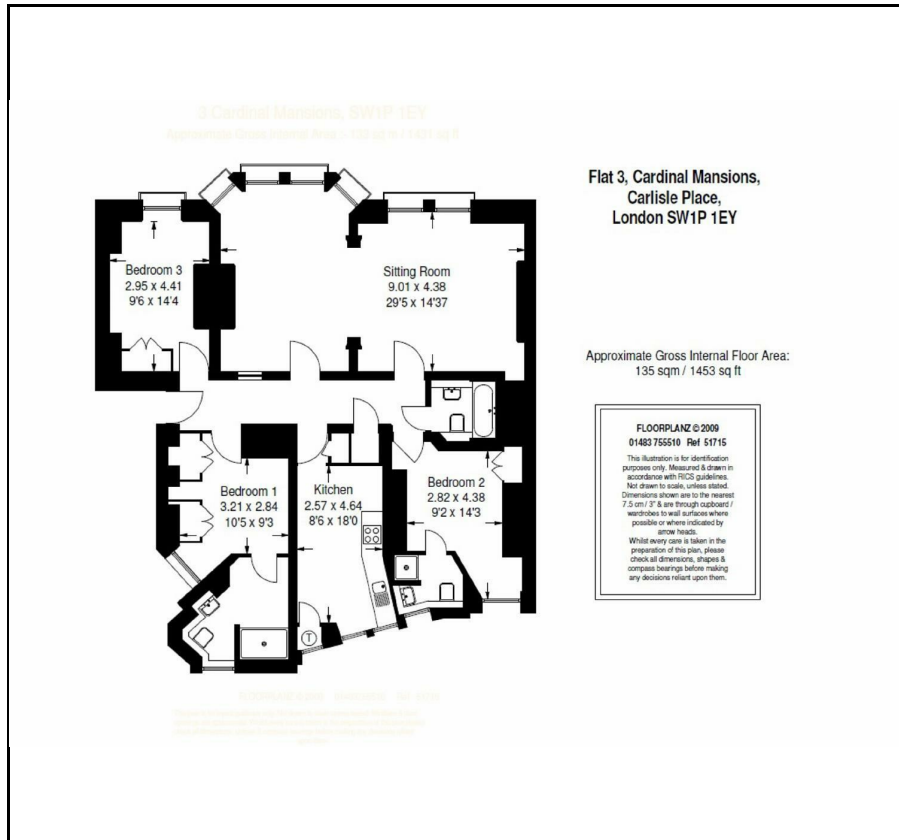 3 Cardinal Mansions, SW1P 1EY
Flat 3, Cardinal Mansions,
Carlisle Place,
London SW1P 1EY
Bedroom 3
2.95 x 4.41
9'6 x 14'4
Sitting Room
9.01 x 4.38
29'5 x 14'37
Approximate Gross Internal Floor Area:
135 sqm / 1453 sq ft
Bedroom 1
3.21 x 2.84
10'5 x 9'3
Kitchen
2.57 x 4.64
8'6 x 18'0
Bedroom 2
2.82 x 4.38
9'2 x 14'3
T
FLOORPLANZ © 2009
01483 755510 Ref 51715
This illustration is for identification
purposes only. Measured & drawn in
accordance with RICS guidelines.
Not drawn to scale, unless stated.
Dimensions shown are to the nearest
7.5 cm / 3" & are through cupboard /
wardrobes to wall surfaces where
possible or where indicated by
arrow heads.
Whilst every care is taken in the
preparation of this plan, please
check all dimensions, shapes &
compass bearings before making
any decisions reliant upon them.